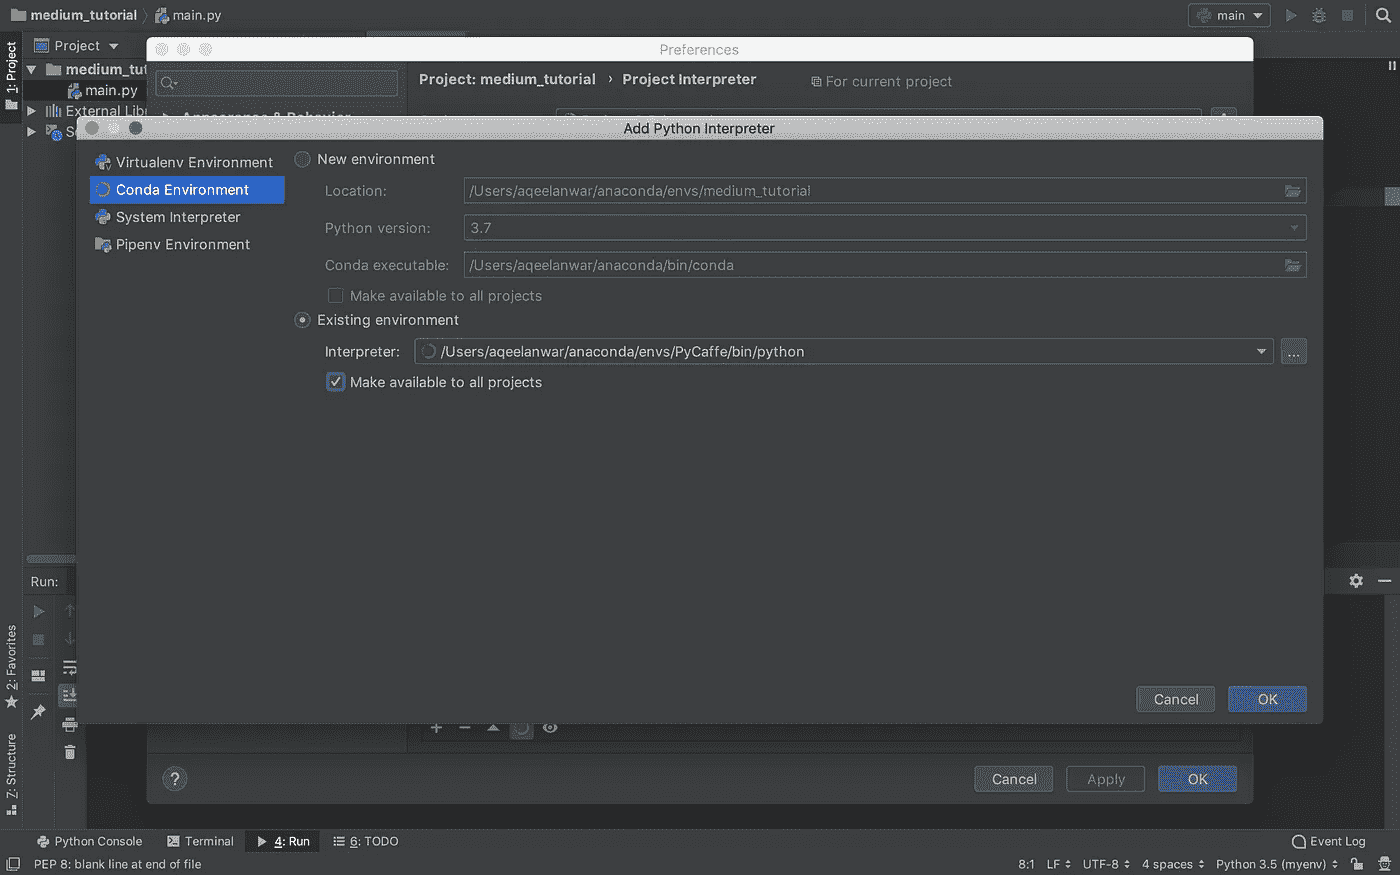 medium_tutorial main.py main
Project
Preferences
1: Project
medium_tut
Project: medium_tutorial › Project Interpreter For current project
main.py
External Lib
Appearance & Behavior
Add Python Interpreter
Virtualenv Environment
Conda Environment
System Interpreter
Pipenv Environment
New environment
Location: /Users/aqeelanwar/anaconda/envs/medium_tutorial
Python version: 3.7
Conda executable: /Users/aqeelanwar/anaconda/bin/conda
Make available to all projects
Existing environment
Interpreter: /Users/aqeelanwar/anaconda/envs/PyCaffe/bin/python ...
Make available to all projects
Cancel OK
Run:
2: Favorites
Z: Structure
? Cancel Apply OK
Python Console Terminal 4: Run 6: TODO Event Log
PEP 8: blank line at end of file 8:1 LF UTF-8 4 spaces Python 3.5 (myenv)